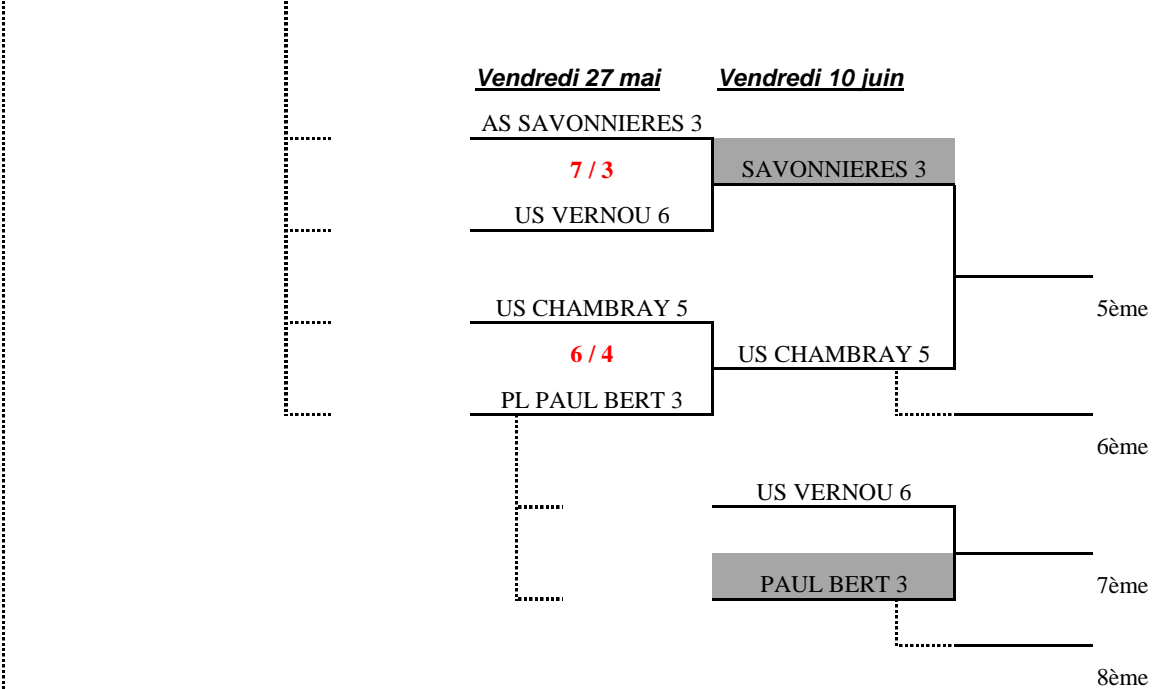 Vendredi 27 mai Vendredi 10 juin
AS SAVONNIERES 3
7 / 3 SAVONNIERES 3
US VERNOU 6
US CHAMBRAY 5 5ème
6 / 4 US CHAMBRAY 5
PL PAUL BERT 3
6ème
US VERNOU 6
PAUL BERT 3 7ème
8ème